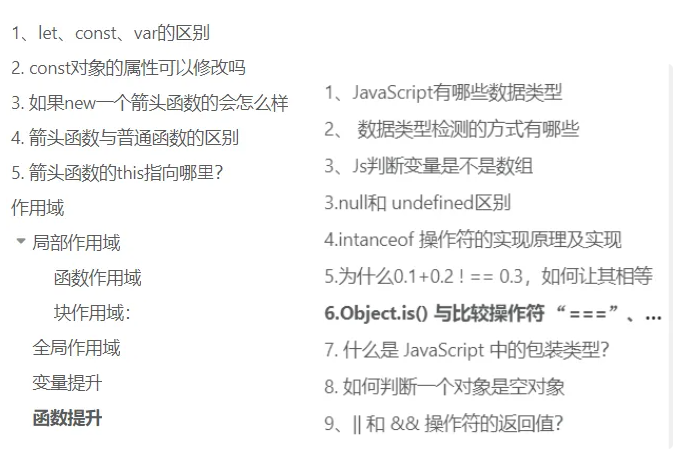 1、let、const、var的区别
2. const对象的属性可以修改吗
3. 如果new一个箭头函数的会怎么样
4. 箭头函数与普通函数的区别
5. 箭头函数的this指向哪里?
作用域
局部作用域
函数作用域
块作用域:
全局作用域
变量提升
函数提升
1、JavaScript有哪些数据类型
2、 数据类型检测的方式有哪些
3、Js判断变量是不是数组
3.null和 undefined区别
4.intanceof 操作符的实现原理及实现
5.为什么0.1+0.2 ! == 0.3，如何让其相等
6.Object.is() 与比较操作符 “===”、...
7. 什么是 JavaScript 中的包装类型?
8. 如何判断一个对象是空对象
9、|| 和 && 操作符的返回值?